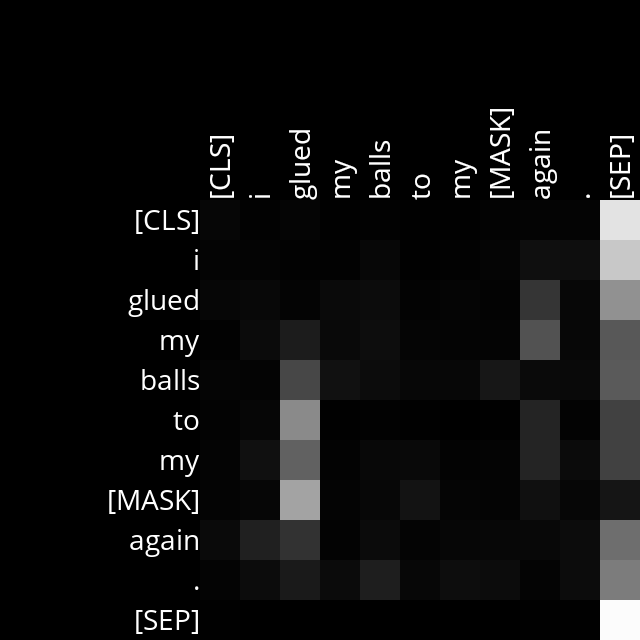 [CLS] i glued my balls to my [MASK] again . [SEP]
[CLS]
i
glued
my
balls
to
my
[MASK]
again
.
[SEP]